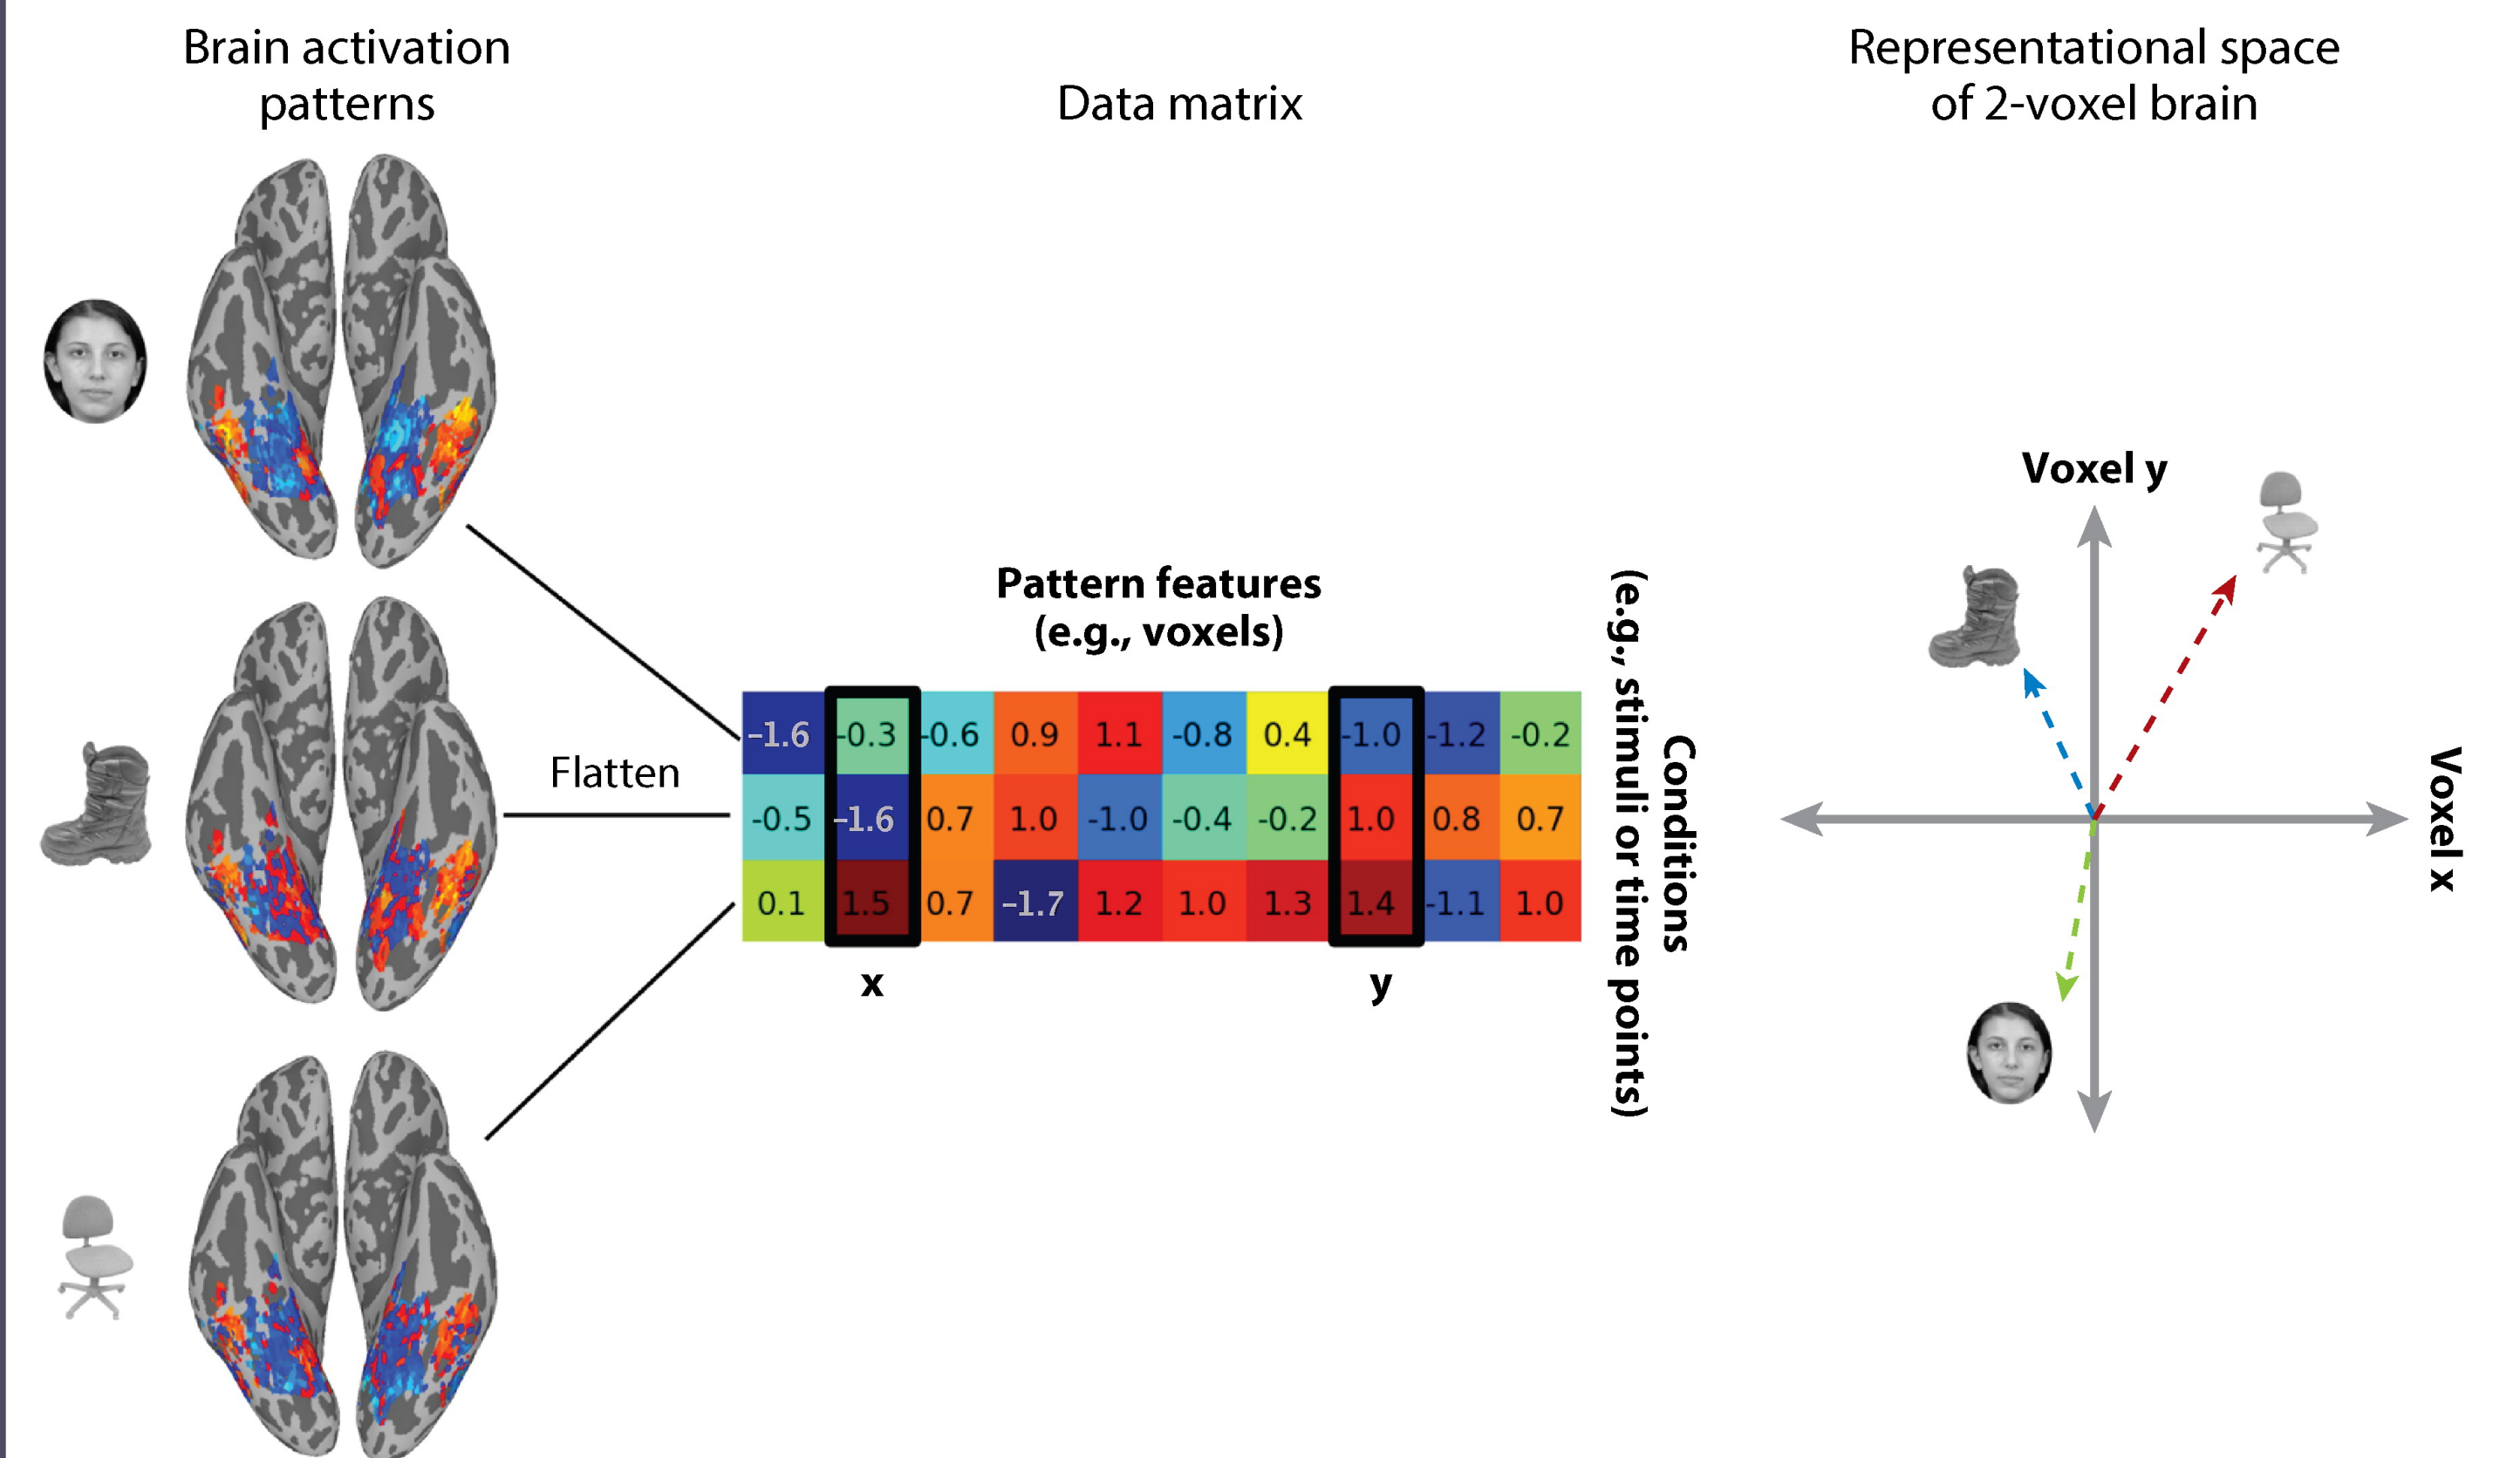 Brain activation
patterns
Data matrix
Representational space
of 2-voxel brain
Flatten
Pattern features
(e.g., voxels)
-1.6 -0.3 -0.6 0.9 1.1 -0.8 0.4 -1.0 -1.2 -0.2
-0.5 -1.6 0.7 1.0 -1.0 -0.4 -0.2 1.0 0.8 0.7
0.1 1.5 0.7 -1.7 1.2 1.0 1.3 1.4 -1.1 1.0
x y
Conditions
(e.g., stimuli or time points)
Voxel y
Voxel x